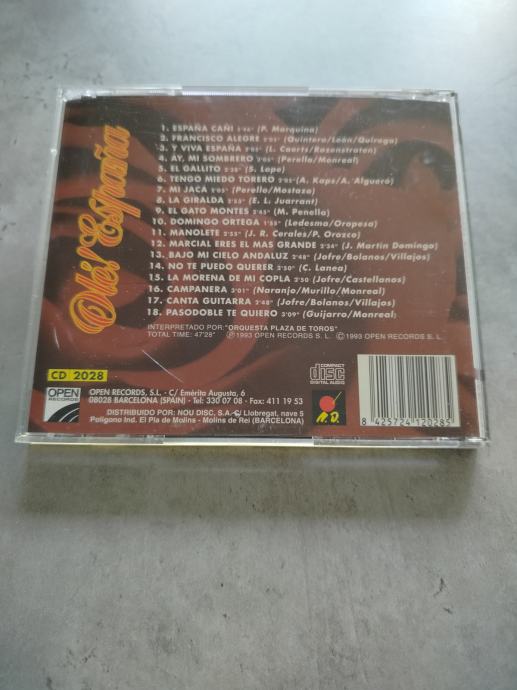 Olé! España
1. ESPAÑA CAÑI 2'46" (P. Marquina)
2. FRANCISCO ALEGRE 2'51" (Quintero/León/Quiroga)
3. Y VIVA ESPAÑA 2'05" (L. Caerts/Rozenstraten)
4. AY, MI SOMBRERO 2'05" (Perello/Monreal)
5. EL GALLITO 2'28" (S. Lope)
6. TENGO MIEDO TORERO 2'05" (A. Kaps/A. Algueró)
7. MI JACA 3'05" (Perello/Mostazo)
8. LA GIRALDA 3'53" (E. L. Juarrant)
9. EL GATO MONTES 2'45" (M. Penella)
10. DOMINGO ORTEGA 1'55" (Ledesma/Oropesa)
11. MANOLETE 2'55" (J. R. Cerales/P. Orozco)
12. MARCIAL ERES EL MAS GRANDE 2'34" (J. Martín Domingo)
13. BAJO MI CIELO ANDALUZ 2'48" (Jofre/Bolanos/Villajos)
14. NO TE PUEDO QUERER 2'50" (C. Lanea)
15. LA MORENA DE MI COPLA 2'50 (Jofre/Castellanos)
16. CAMPANERA 3'01" (Naranjo/Murillo/Monreal)
17. CANTA GUITARRA 2'48" (Jofre/Bolanos/Villajos)
18. PASODOBLE TE QUIERO 3'09" (Guijarro/Monreal)
INTERPRETADO POR: "ORQUESTA PLAZA DE TOROS"
TOTAL TIME: 47'28" Ⓟ1993 OPEN RECORDS S. L. ©1993 OPEN RECORDS S. L.
CD 2028
OPEN
RECORDS
OPEN RECORDS, S.L. - C/ Emérita Augusta, 6
08028 BARCELONA (SPAIN) - Tel: 330 07 08 - Fax: 411 19 53
DISTRIBUIDO POR: NOU DISC, S.A. C/ Llobregat, nave 5
Polígono Ind. El Pla de Molins - Molins de Rei (BARCELONA)
COMPACT
disc
DIGITAL AUDIO
N.D.
8 425724 120285